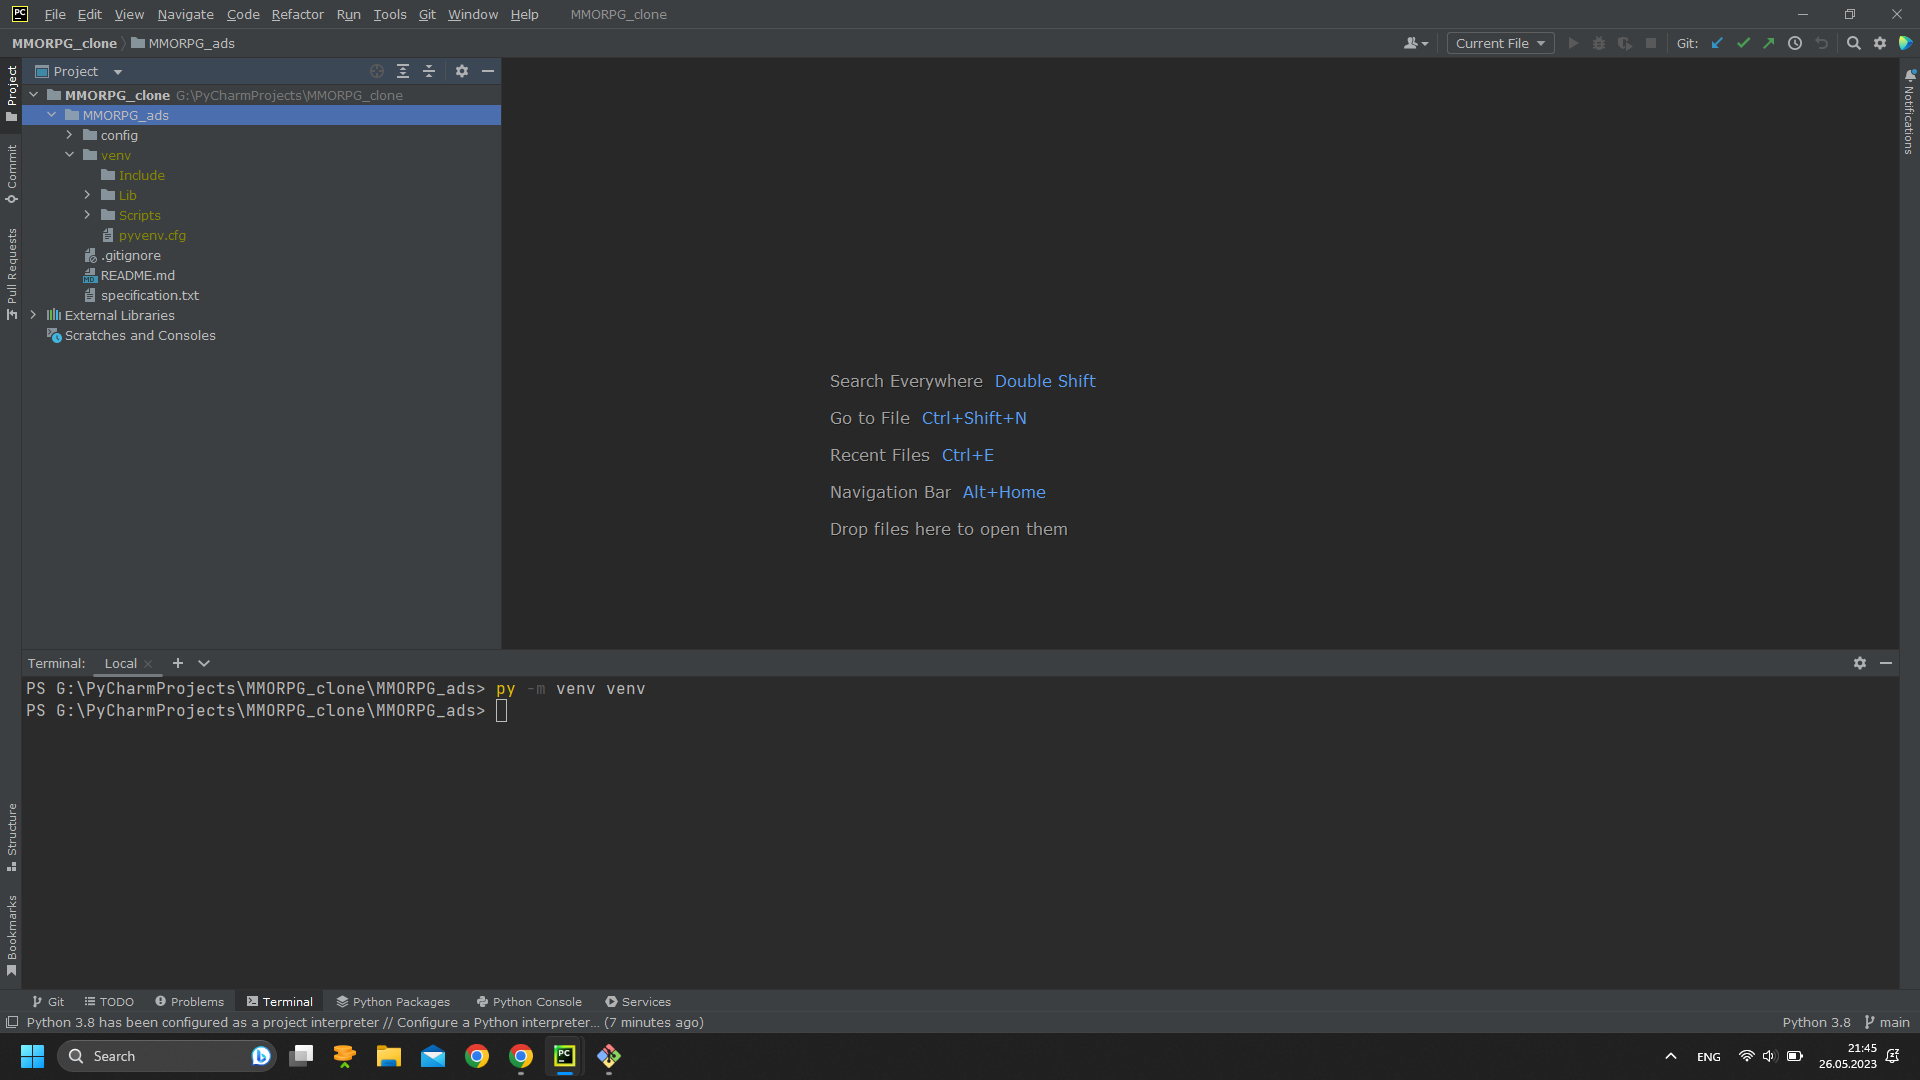 PC File Edit View Navigate Code Refactor Run Tools Git Window Help MMORPG_clone
MMORPG_clone MMORPG_ads Current File Git:
Project
Project
MMORPG_clone G:\PyCharmProjects\MMORPG_clone
MMORPG_ads
config
venv
Include
Lib
Scripts
pyvenv.cfg
.gitignore
README.md
specification.txt
External Libraries
Scratches and Consoles
Commit
Pull Requests
Structure
Bookmarks
Notifications
Search Everywhere Double Shift
Go to File Ctrl+Shift+N
Recent Files Ctrl+E
Navigation Bar Alt+Home
Drop files here to open them
Terminal: Local
PS G:\PyCharmProjects\MMORPG_clone\MMORPG_ads> py -m venv venv
PS G:\PyCharmProjects\MMORPG_clone\MMORPG_ads>
Git TODO Problems Terminal Python Packages Python Console Services
Python 3.8 has been configured as a project interpreter // Configure a Python interpreter... (7 minutes ago) Python 3.8 main
Search PC ENG 21:45
26.05.2023